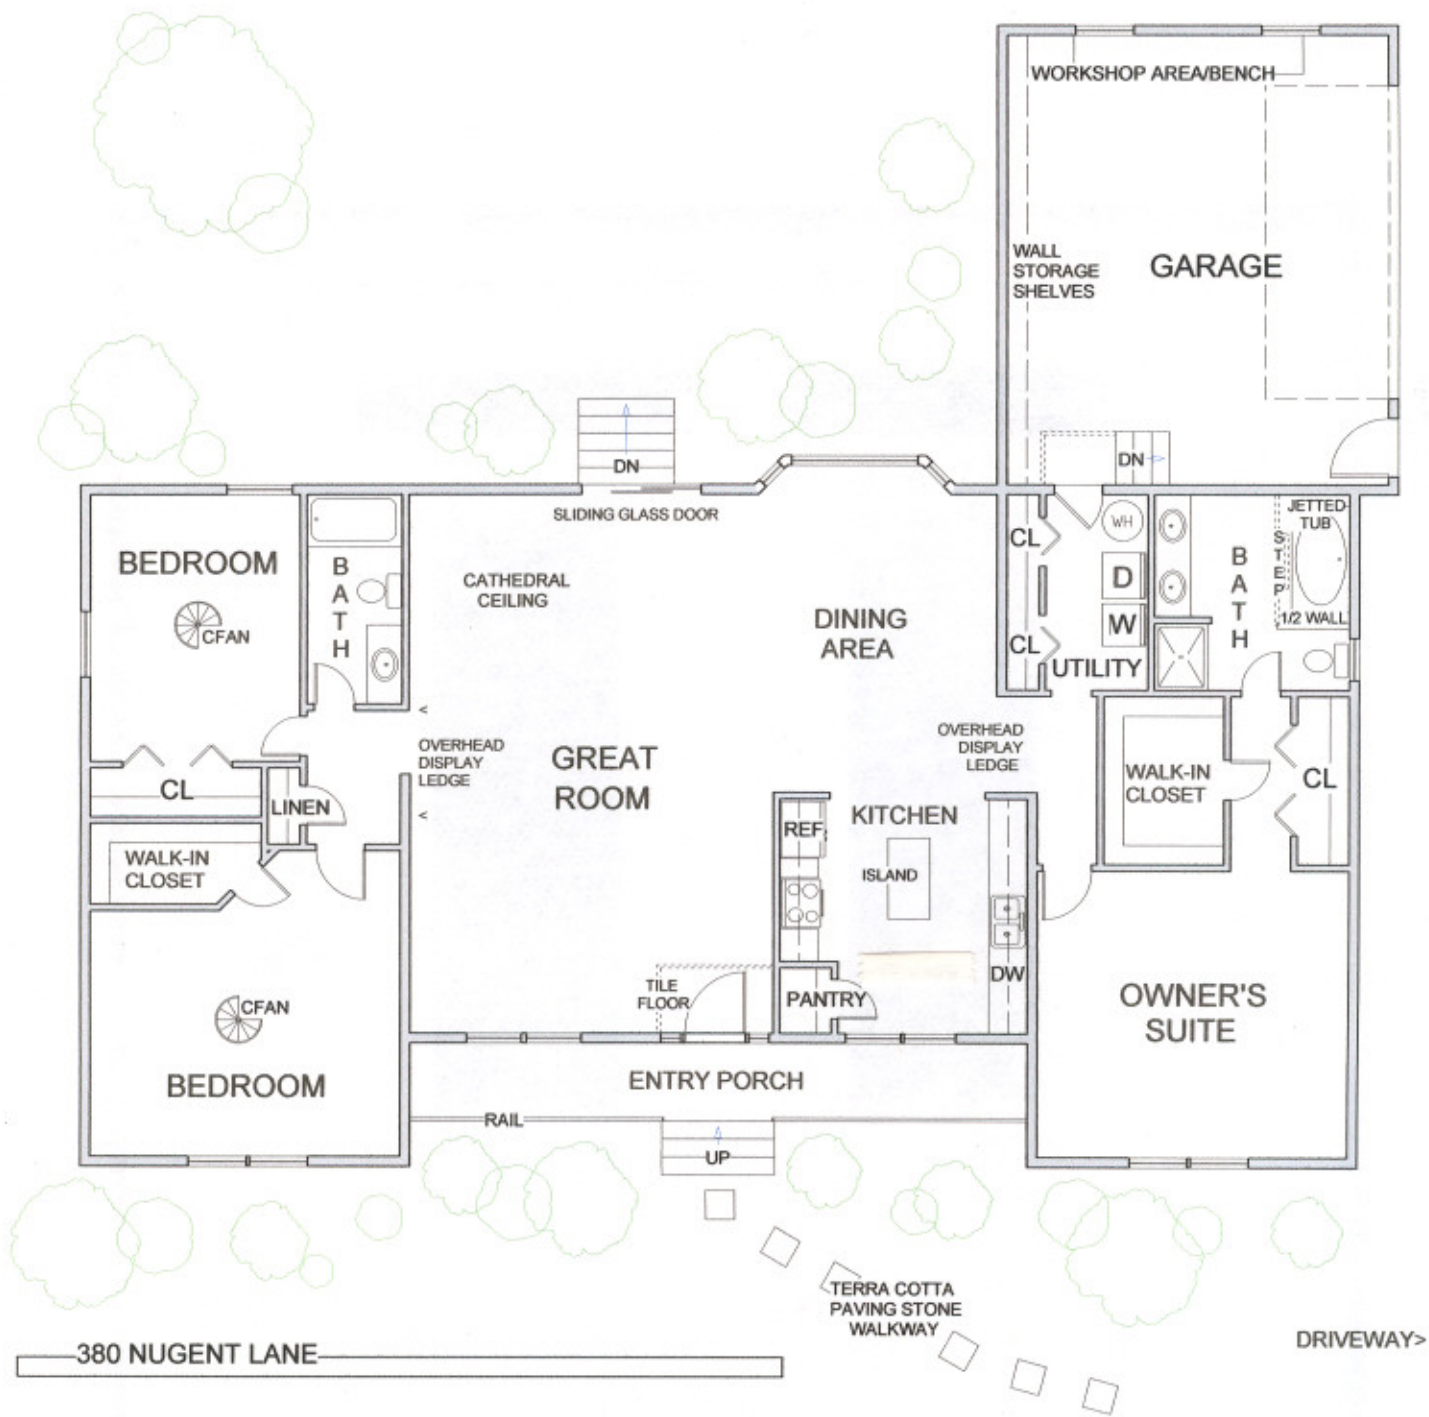 WORKSHOP AREA/BENCH
WALL
STORAGE
SHELVES
GARAGE
DN
DN
SLIDING GLASS DOOR
BEDROOM
CFAN
BATH
CATHEDRAL
CEILING
DINING
AREA
CL
CL
WH
D
W
UTILITY
BATH
STEP
JETTED
TUB
1/2 WALL
<
OVERHEAD
DISPLAY
LEDGE
<
GREAT
ROOM
OVERHEAD
DISPLAY
LEDGE
WALK-IN
CLOSET
CL
CL
LINEN
WALK-IN
CLOSET
REF
KITCHEN
ISLAND
DW
PANTRY
TILE
FLOOR
CFAN
BEDROOM
OWNER'S
SUITE
ENTRY PORCH
RAIL
UP
TERRA COTTA
PAVING STONE
WALKWAY
380 NUGENT LANE
DRIVEWAY>